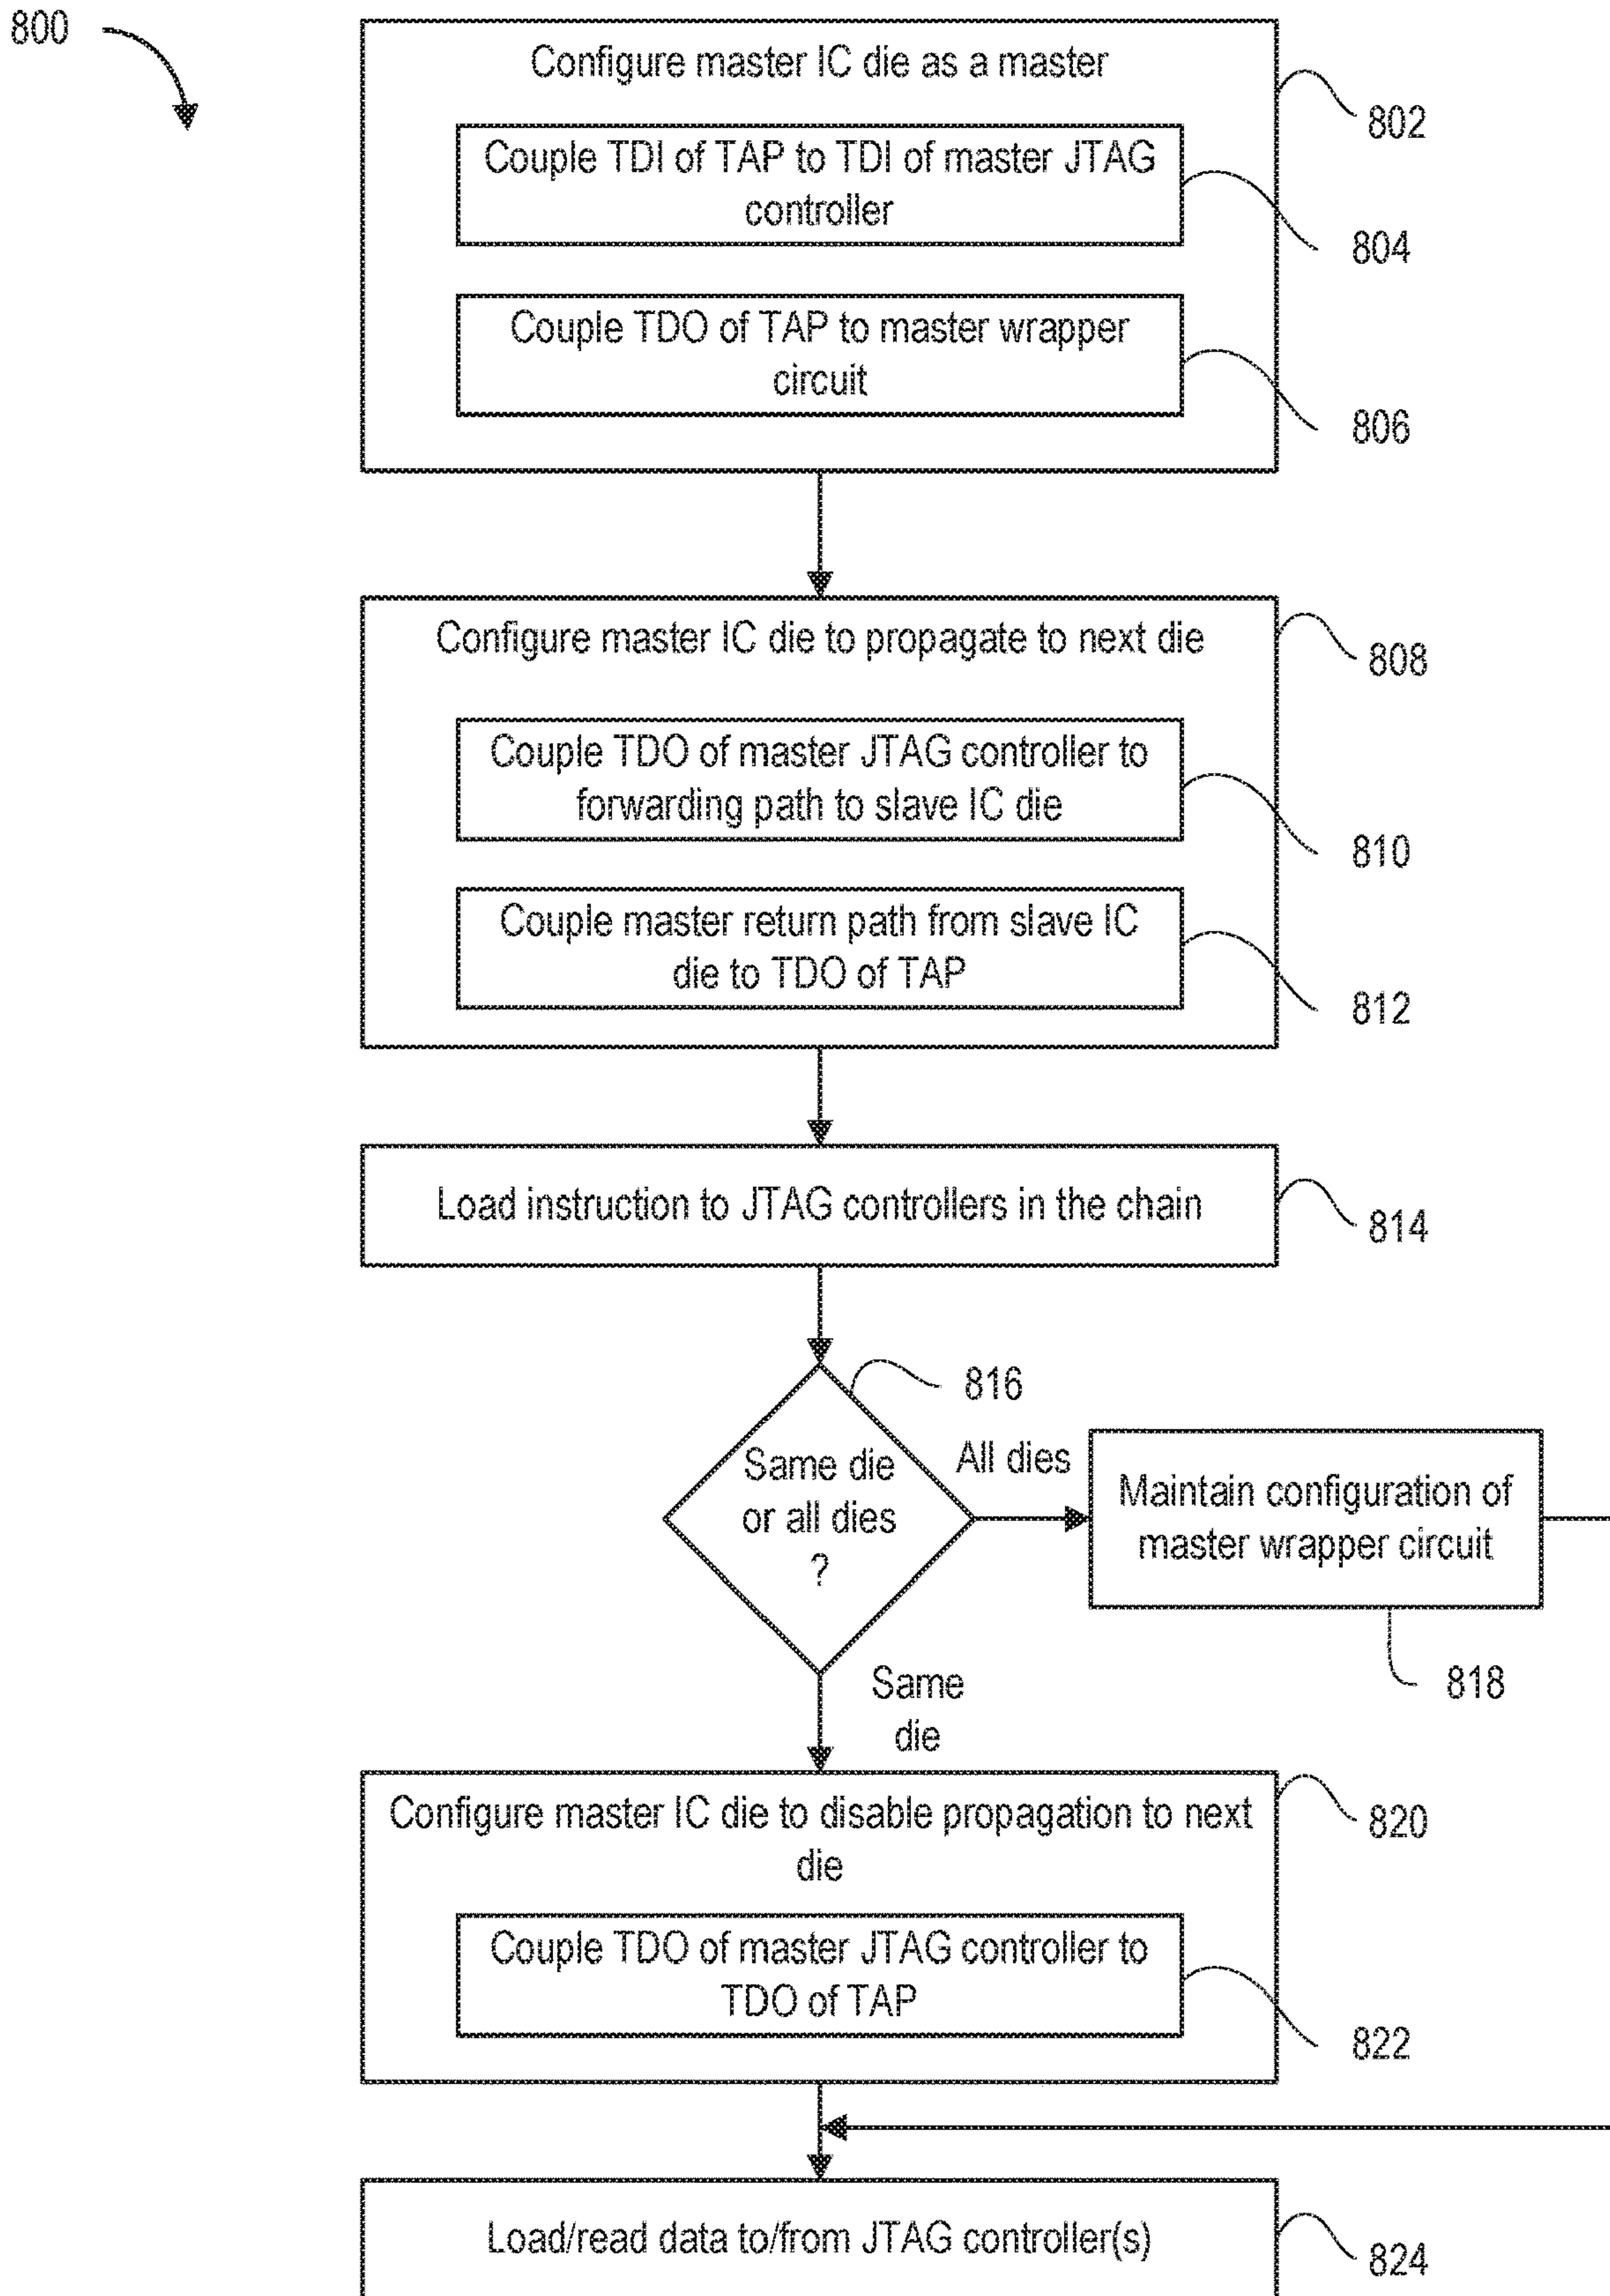 800
Configure master IC die as a master
802
Couple TDI of TAP to TDI of master JTAG
controller
804
Couple TDO of TAP to master wrapper
circuit
806
Configure master IC die to propagate to next die
808
Couple TDO of master JTAG controller to
forwarding path to slave IC die
810
Couple master return path from slave IC
die to TDO of TAP
812
Load instruction to JTAG controllers in the chain
814
816
Same die
or all dies
?
All dies
Maintain configuration of
master wrapper circuit
818
Same
die
Configure master IC die to disable propagation to next
die
820
Couple TDO of master JTAG controller to
TDO of TAP
822
Load/read data to/from JTAG controller(s)
824